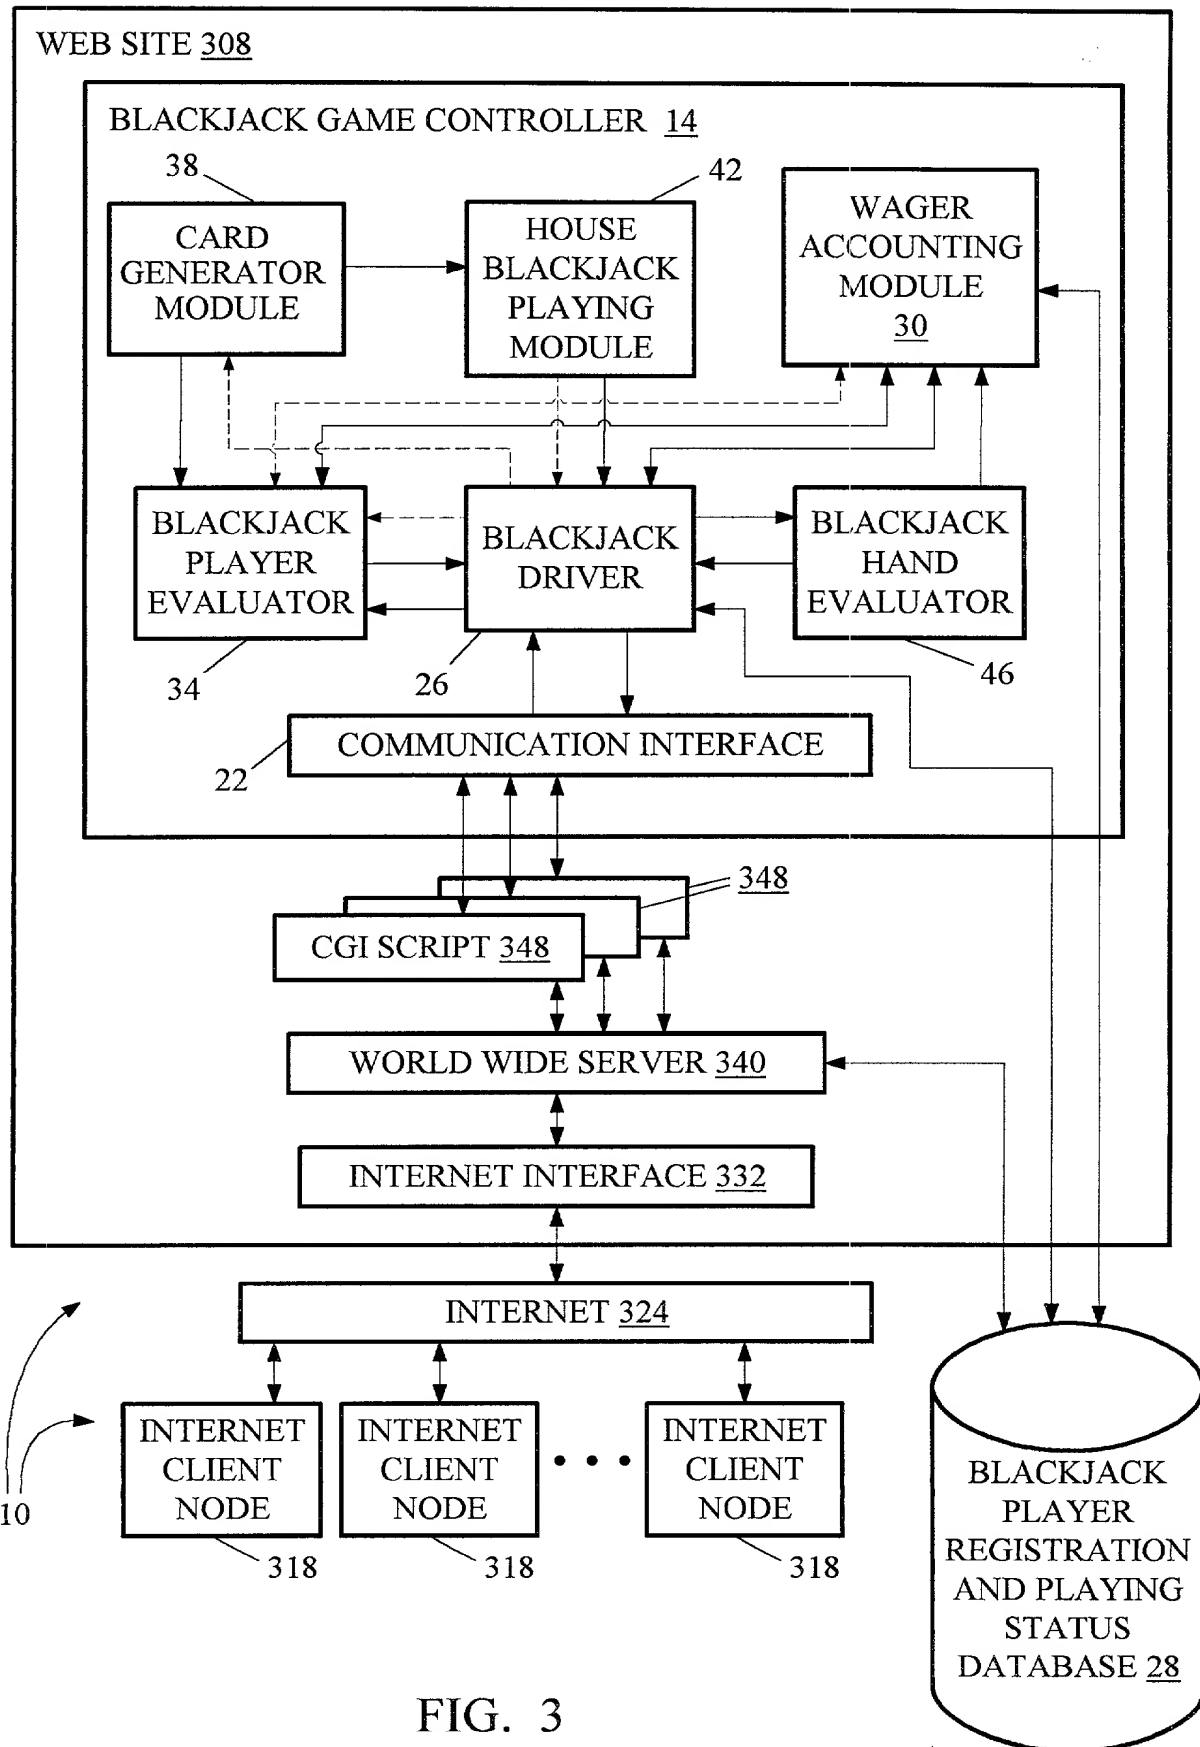 WEB SITE 308
BLACKJACK GAME CONTROLLER 14
38
42
CARD
GENERATOR
MODULE
HOUSE
BLACKJACK
PLAYING
MODULE
WAGER
ACCOUNTING
MODULE
30
BLACKJACK
PLAYER
EVALUATOR
BLACKJACK
DRIVER
BLACKJACK
HAND
EVALUATOR
34
26
46
COMMUNICATION INTERFACE
22
348
CGI SCRIPT 348
WORLD WIDE SERVER 340
INTERNET INTERFACE 332
INTERNET 324
INTERNET
CLIENT
NODE
INTERNET
CLIENT
NODE
INTERNET
CLIENT
NODE
10
318
318
318
BLACKJACK
PLAYER
REGISTRATION
AND PLAYING
STATUS
DATABASE 28
FIG. 3